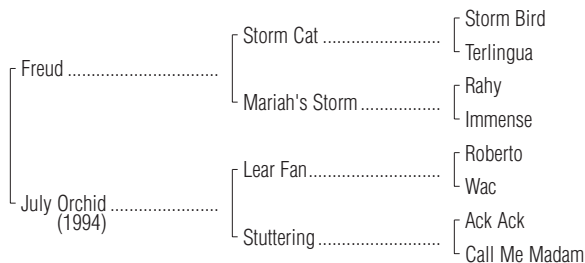 Storm Bird
Storm Cat ..........................
Terlingua
Freud ................................
Rahy
Mariah's Storm .................
Immense
Roberto
Lear Fan............................
Wac
July Orchid .......................
(1994)
Ack Ack
Stuttering ..........................
Call Me Madam